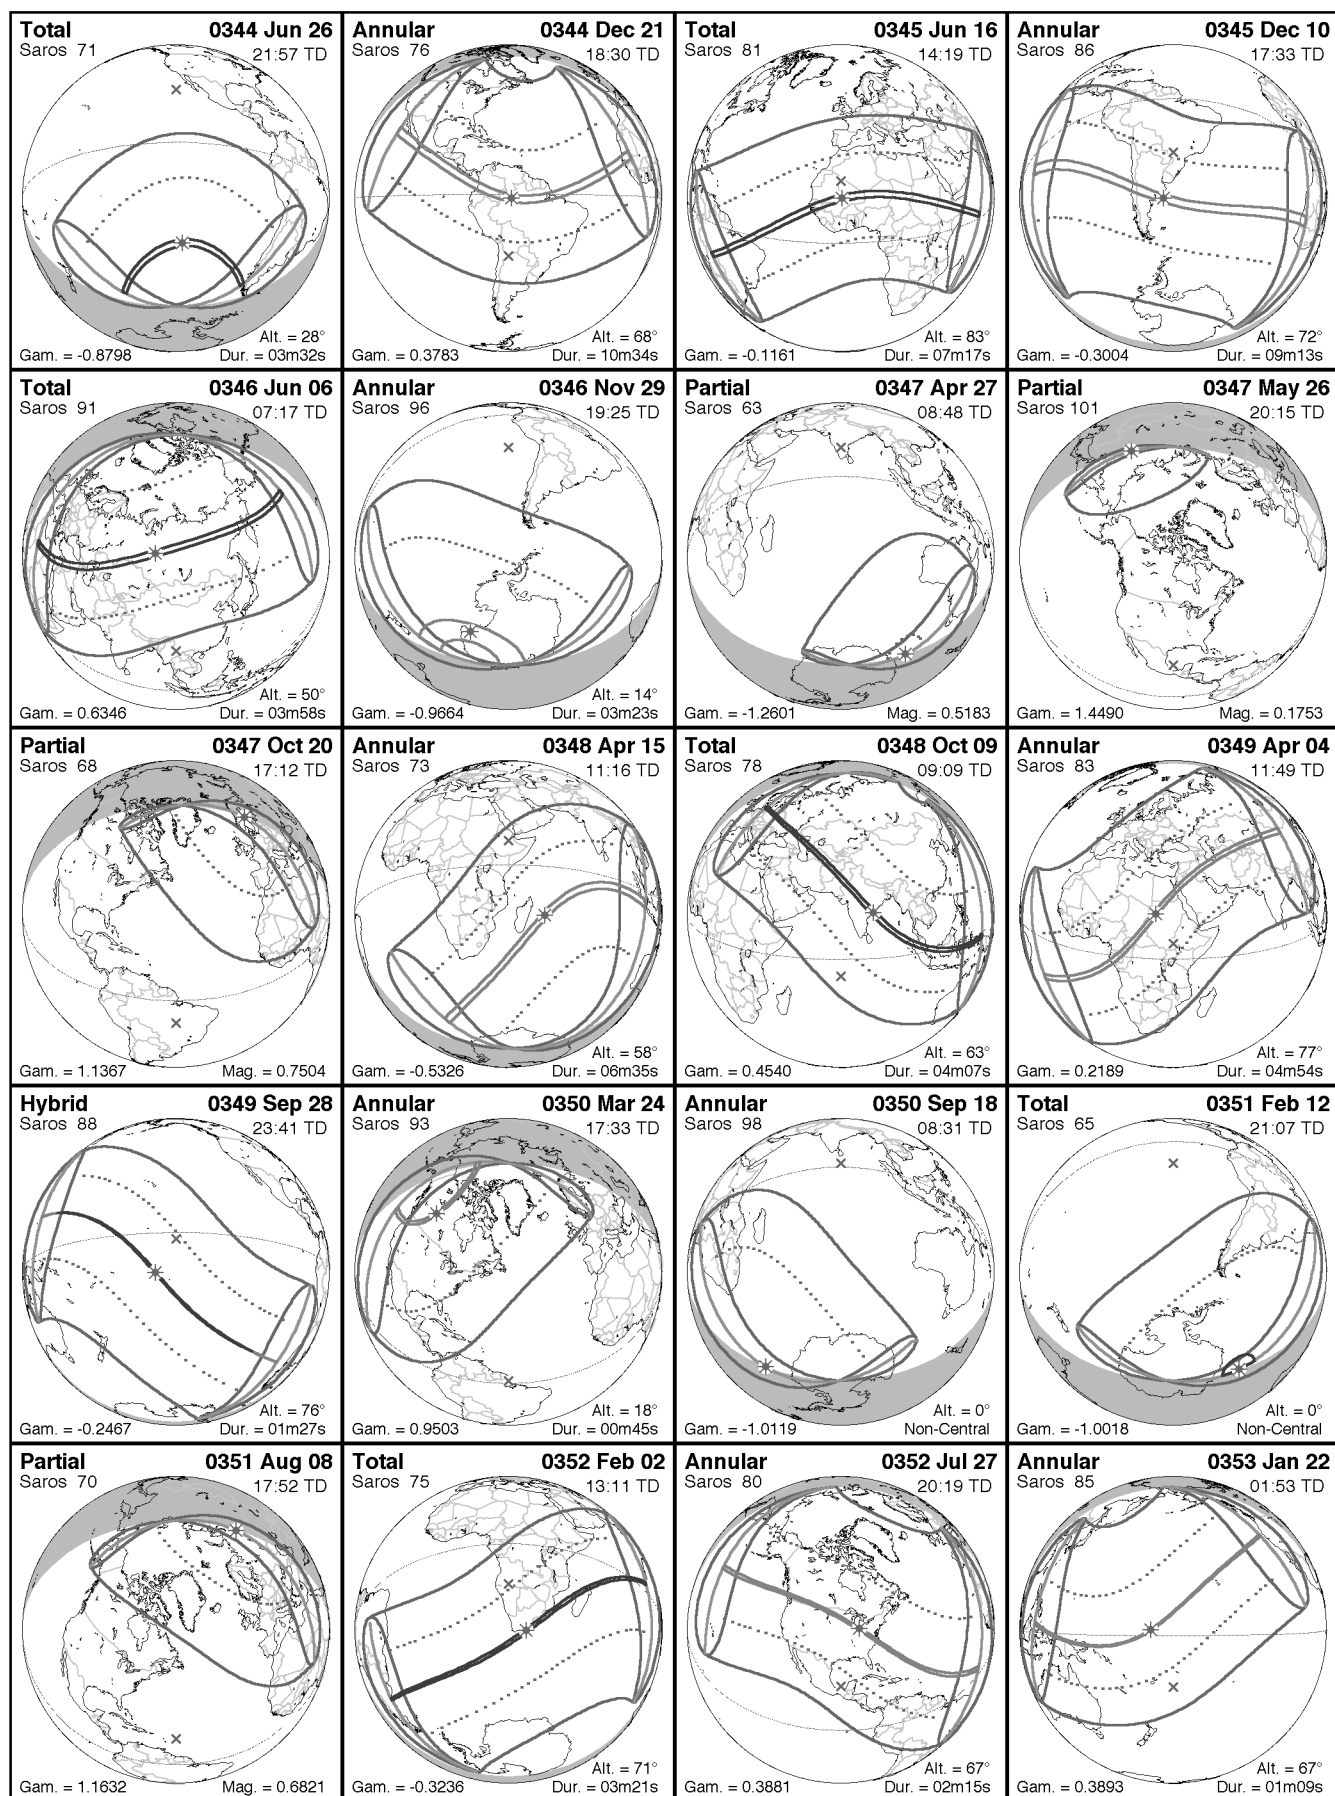 Total 0344 Jun 26
Saros 71 21:57 TD
Alt. = 28°
Gam. = -0.8798 Dur. = 03m32s
Annular 0344 Dec 21
Saros 76 18:30 TD
Alt. = 68°
Gam. = 0.3783 Dur. = 10m34s
Total 0345 Jun 16
Saros 81 14:19 TD
Alt. = 83°
Gam. = -0.1161 Dur. = 07m17s
Annular 0345 Dec 10
Saros 86 17:33 TD
Alt. = 72°
Gam. = -0.3004 Dur. = 09m13s
Total 0346 Jun 06
Saros 91 07:17 TD
Alt. = 50°
Gam. = 0.6346 Dur. = 03m58s
Annular 0346 Nov 29
Saros 96 19:25 TD
Alt. = 14°
Gam. = -0.9664 Dur. = 03m23s
Partial 0347 Apr 27
Saros 63 08:48 TD
Gam. = -1.2601 Mag. = 0.5183
Partial 0347 May 26
Saros 101 20:15 TD
Gam. = 1.4490 Mag. = 0.1753
Partial 0347 Oct 20
Saros 68 17:12 TD
Gam. = 1.1367 Mag. = 0.7504
Annular 0348 Apr 15
Saros 73 11:16 TD
Alt. = 58°
Gam. = -0.5326 Dur. = 06m35s
Total 0348 Oct 09
Saros 78 09:09 TD
Alt. = 63°
Gam. = 0.4540 Dur. = 04m07s
Annular 0349 Apr 04
Saros 83 11:49 TD
Alt. = 77°
Gam. = 0.2189 Dur. = 04m54s
Hybrid 0349 Sep 28
Saros 88 23:41 TD
Alt. = 76°
Gam. = -0.2467 Dur. = 01m27s
Annular 0350 Mar 24
Saros 93 17:33 TD
Alt. = 18°
Gam. = 0.9503 Dur. = 00m45s
Annular 0350 Sep 18
Saros 98 08:31 TD
Alt. = 0°
Gam. = -1.0119 Non-Central
Total 0351 Feb 12
Saros 65 21:07 TD
Alt. = 0°
Gam. = -1.0018 Non-Central
Partial 0351 Aug 08
Saros 70 17:52 TD
Gam. = 1.1632 Mag. = 0.6821
Total 0352 Feb 02
Saros 75 13:11 TD
Alt. = 71°
Gam. = -0.3236 Dur. = 03m21s
Annular 0352 Jul 27
Saros 80 20:19 TD
Alt. = 67°
Gam. = 0.3881 Dur. = 02m15s
Annular 0353 Jan 22
Saros 85 01:53 TD
Alt. = 67°
Gam. = 0.3893 Dur. = 01m09s